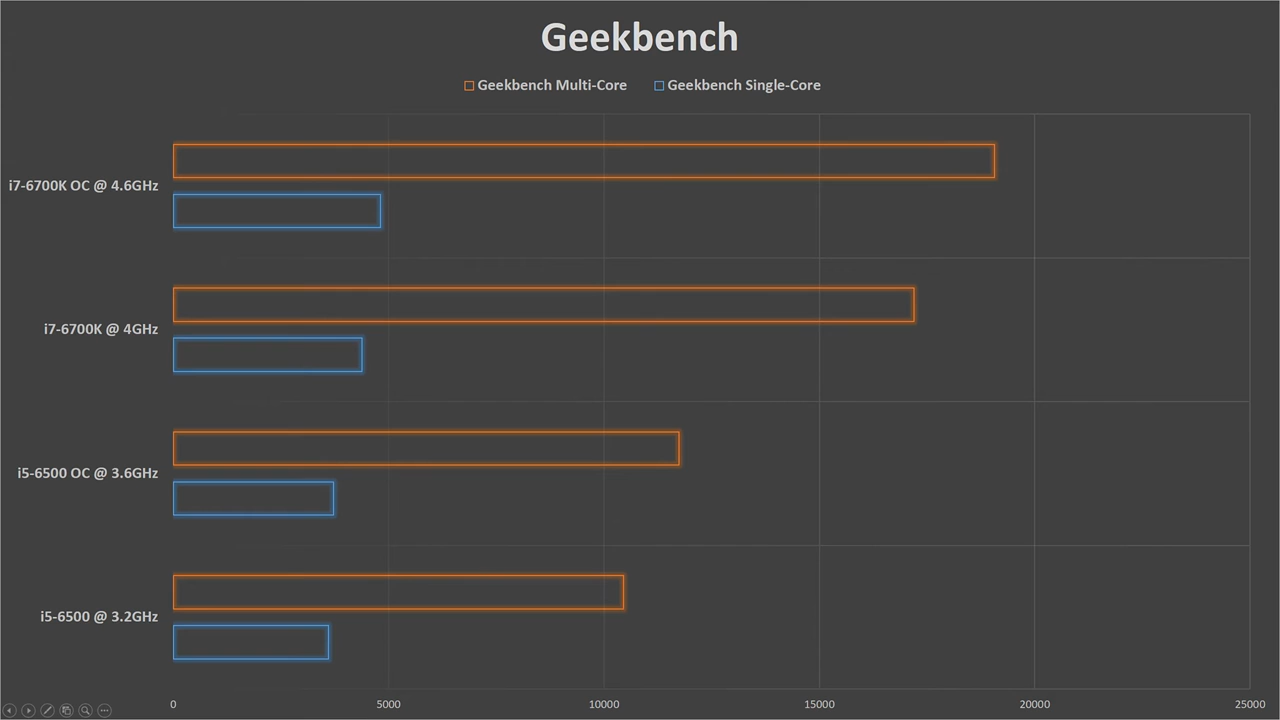 Geekbench
Geekbench Multi-Core Geekbench Single-Core
i7-6700K OC @ 4.6GHz
i7-6700K @ 4GHz
i5-6500 OC @ 3.6GHz
i5-6500 @ 3.2GHz
0 5000 10000 15000 20000 25000